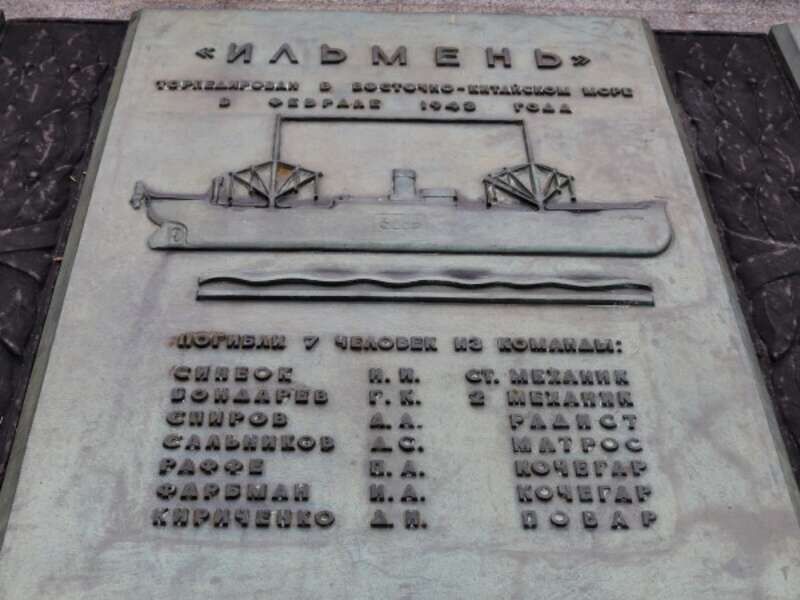 «ИЛЬМЕНЬ»
ТОРПЕДИРОВАН В ВОСТОЧНО-КИТАЙСКОМ МОРЕ
В ФЕВРАЛЕ 1943 ГОДА
СССР
ПОГИБЛИ 7 ЧЕЛОВЕК ИЗ КОМАНДЫ:
СИНЕОК И. И. СТ. МЕХАНИК
БОНДАРЕВ Г. К. 2 МЕХАНИК
СПИРОВ Д. А. РАДИСТ
САЛЬНИКОВ Д.С. МАТРОС
РАФФЕ П. А. КОЧЕГАР
ФАРБМАН И. А. КОЧЕГАР
КИРИЧЕНКО Д. И. ПОВАР